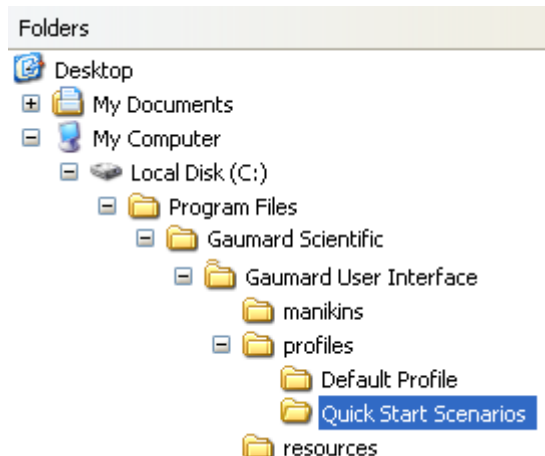 Folders
Desktop
My Documents
My Computer
Local Disk (C:)
Program Files
Gaumard Scientific
Gaumard User Interface
manikins
profiles
Default Profile
Quick Start Scenarios
resources